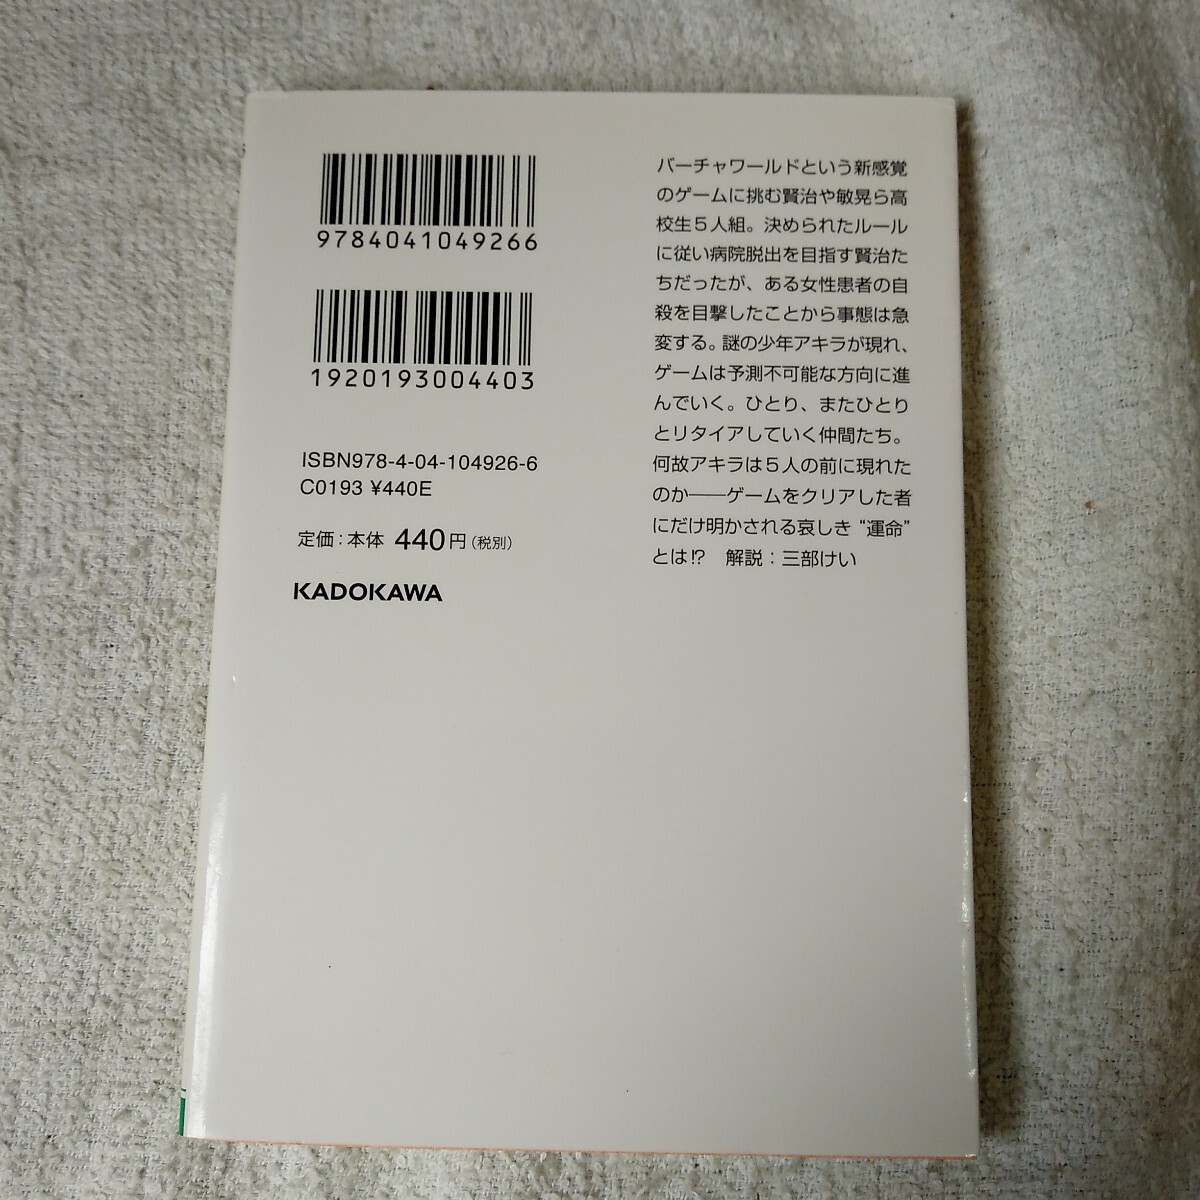 9784041049266
1920193004403
ISBN978-4-04-104926-6
C0193 ¥440E
定価：本体 440円（税別）
KADOKAWA
バーチャワールドという新感覚
のゲームに挑む賢治や敏晃ら高
校生５人組。決められたルール
に従い病院脱出を目指す賢治た
ちだったが、ある女性患者の自
殺を目撃したことから事態は急
変する。謎の少年アキラが現れ、
ゲームは予測不可能な方向に進
んでいく。ひとり、またひとり
とリタイアしていく仲間たち。
何故アキラは５人の前に現れた
のか――ゲームをクリアした者
にだけ明かされる哀しき“運命”
とは!? 解説：三部けい